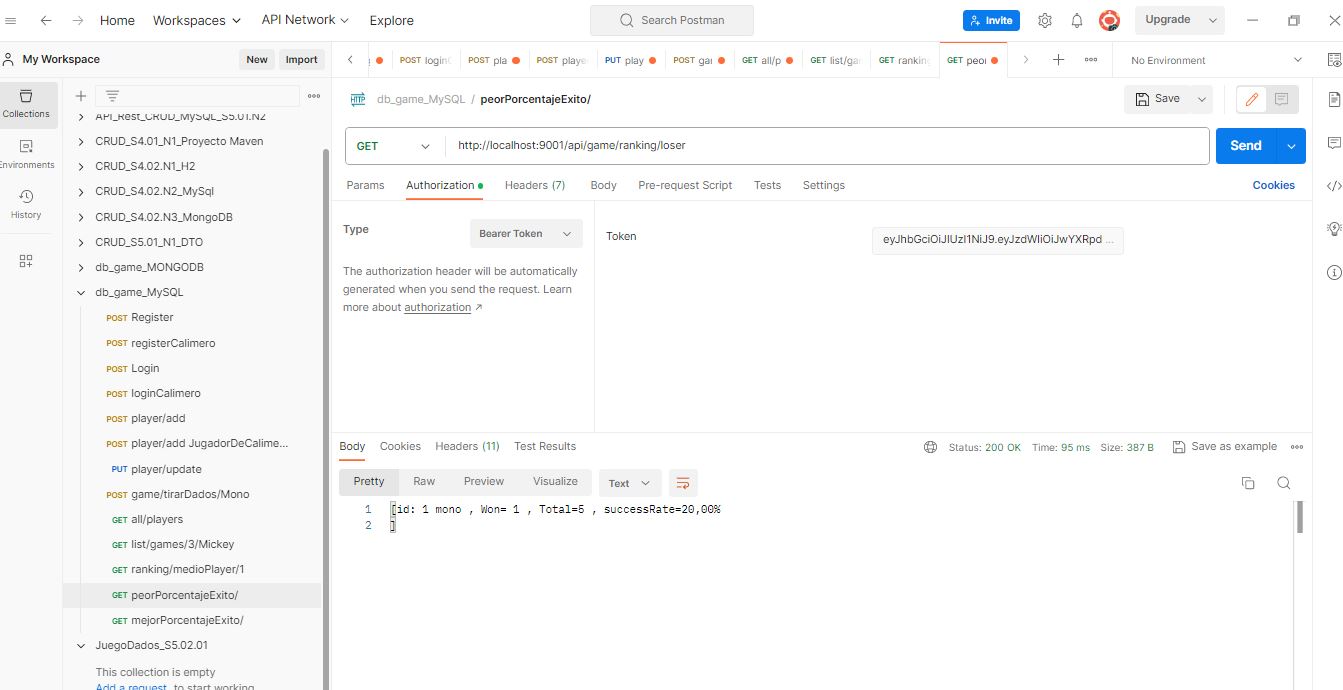 Home Workspaces API Network Explore Search Postman Invite Upgrade
My Workspace New Import
POST POST pla POST playe PUT play POST gar GET all/p GET list/gar GET ranking GET peor No Environment
Collections
Environments
History
API_Rest_CRUD_MySQL_S5.01.N2
CRUD_S4.01_N1_Proyecto Maven
CRUD_S4.02.N1_H2
CRUD_S4.02.N2_MySql
CRUD_S4.02.N3_MongoDB
CRUD_S5.01_N1_DTO
db_game_MONGODB
db_game_MySQL
POST Register
POST registerCalimero
POST Login
POST loginCalimero
POST player/add
POST player/add JugadorDeCalime...
PUT player/update
POST game/tirarDados/Mono
GET all/players
GET list/games/3/Mickey
GET ranking/medioPlayer/1
GET peorPorcentajeExito/
GET mejorPorcentajeExito/
JuegoDados_S5.02.01
This collection is empty
Add a request to start working
HTTP db_game_MySQL / peorPorcentajeExito/ Save
GET http://localhost:9001/api/game/ranking/loser Send
Params Authorization Headers (7) Body Pre-request Script Tests Settings Cookies
Type Bearer Token
The authorization header will be automatically
generated when you send the request. Learn
more about authorization ↗
Token ...
Body Cookies Headers (11) Test Results Status: 200 OK Time: 95 ms Size: 387 B Save as example
Pretty Raw Preview Visualize Text
1 [id: 1 mono , Won= 1 , Total=5 , successRate=20,00%
2 ]